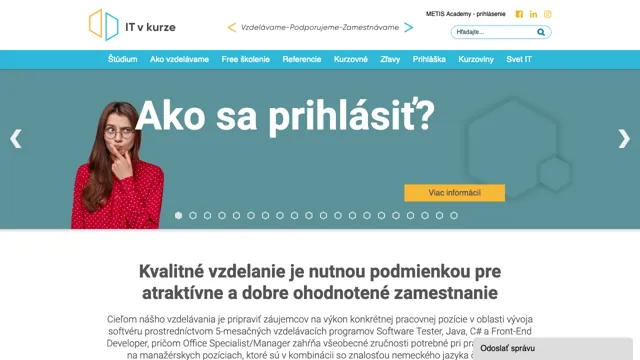 IT v kurze
Vzdelávame-Podporujeme-Zamestnávame
METIS Academy - prihlásenie
Hľadajte...
Štúdium Ako vzdelávame Free školenie Referencie Kurzovné Zľavy Prihláška Kurzoviny Svet IT
Ako sa prihlásiť?
Viac informácií
Kvalitné vzdelanie je nutnou podmienkou pre
atraktívne a dobre ohodnotené zamestnanie
Cieľom nášho vzdelávania je pripraviť záujemcov na výkon konkrétnej pracovnej pozície v oblasti vývoja
softvéru prostredníctvom 5-mesačných vzdelávacích programov Software Tester, Java, C# a Front-End
Developer, pričom Office Specialist/Manager zahŕňa všeobecné zručnosti potrebné pri
na manažérskych pozíciách, ktoré sú v kombinácii so znalosťou nemeckého jazyka
Odoslať správu